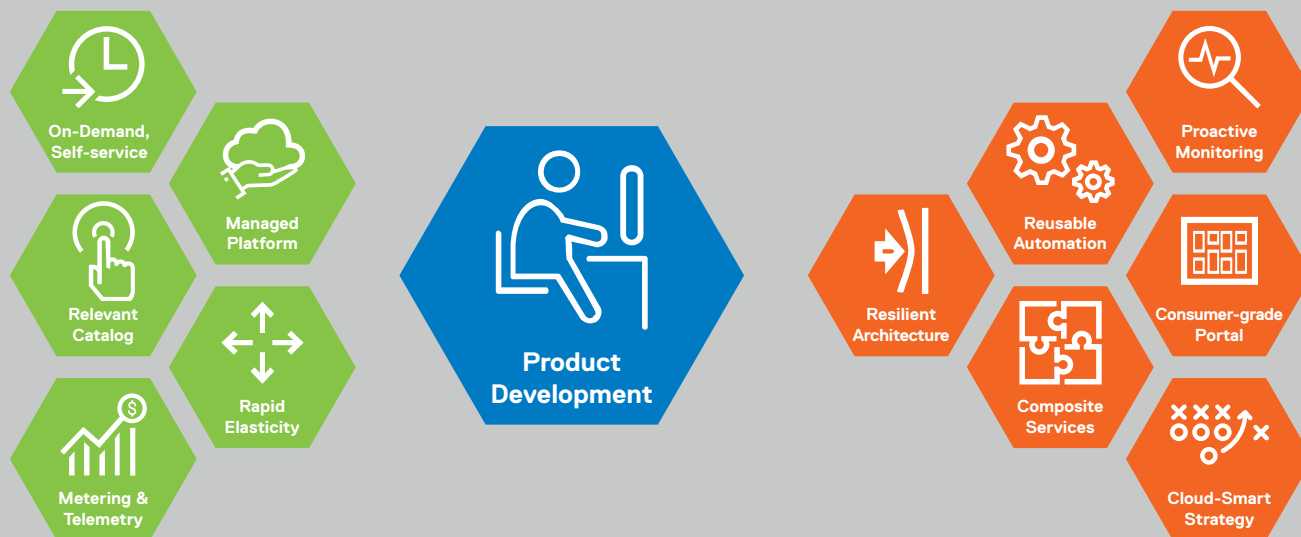 On-Demand,
Self-service
Managed
Platform
Relevant
Catalog
Rapid
Elasticity
Metering &
Telemetry
$
Product
Development
Proactive
Monitoring
Reusable
Automation
Resilient
Architecture
Consumer-grade
Portal
Composite
Services
Cloud-Smart
Strategy